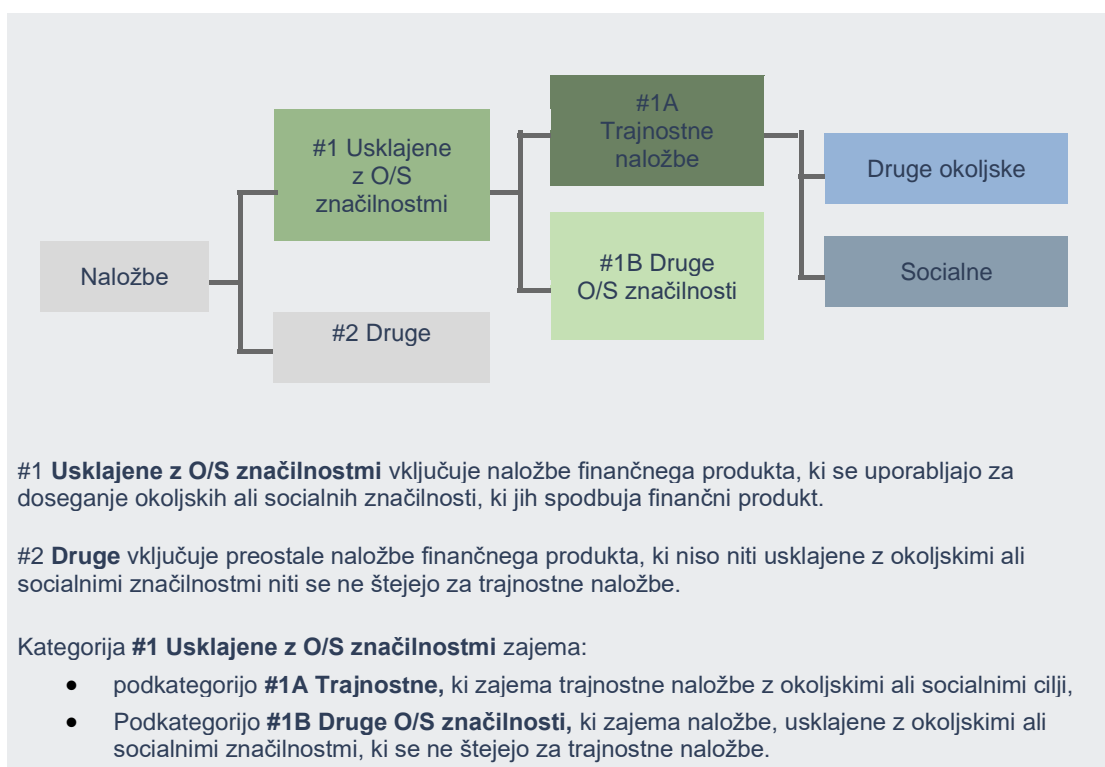 #1A
Trajnostne
naložbe
#1 Usklajene
z O/S
značilnostmi
Druge okoljske
#1B Druge
O/S značilnosti
Naložbe
Socialne
#2 Druge
#1 Usklajene z O/S značilnostmi vključuje naložbe finančnega produkta, ki se uporabljajo za
doseganje okoljskih ali socialnih značilnosti, ki jih spodbuja finančni produkt.
#2 Druge vključuje preostale naložbe finančnega produkta, ki niso niti usklajene z okoljskimi ali
socialnimi značilnostmi niti se ne štejejo za trajnostne naložbe.
Kategorija #1 Usklajene z O/S značilnostmi zajema:
• podkategorijo #1A Trajnostne, ki zajema trajnostne naložbe z okoljskimi ali socialnimi cilji,
• Podkategorijo #1B Druge O/S značilnosti, ki zajema naložbe, usklajene z okoljskimi ali
socialnimi značilnostmi, ki se ne štejejo za trajnostne naložbe.